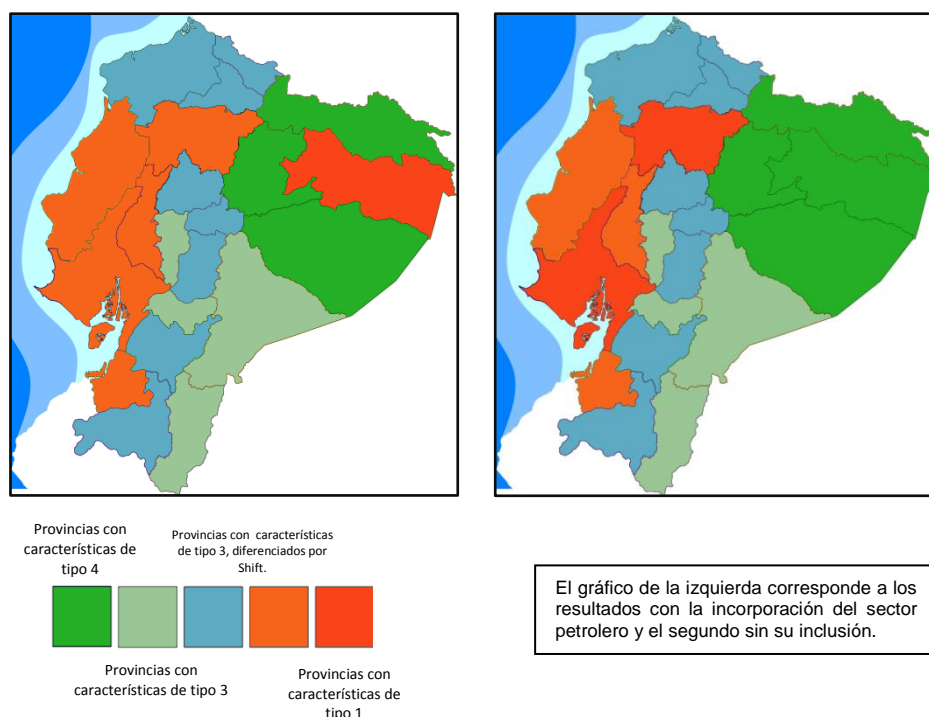 Provincias con
características de
tipo 4
Provincias con características
de tipo 3, diferenciados por
Shift.
Provincias con
características de tipo 3
Provincias con
características de
tipo 1
El gráfico de la izquierda corresponde a los
resultados con la incorporación del sector
petrolero y el segundo sin su inclusión.